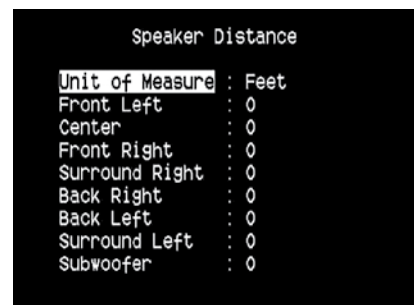 Speaker Distance
Unit of Measure : Feet
Front Left : 0
Center : 0
Front Right : 0
Surround Right : 0
Back Right : 0
Back Left : 0
Surround Left : 0
Subwoofer : 0